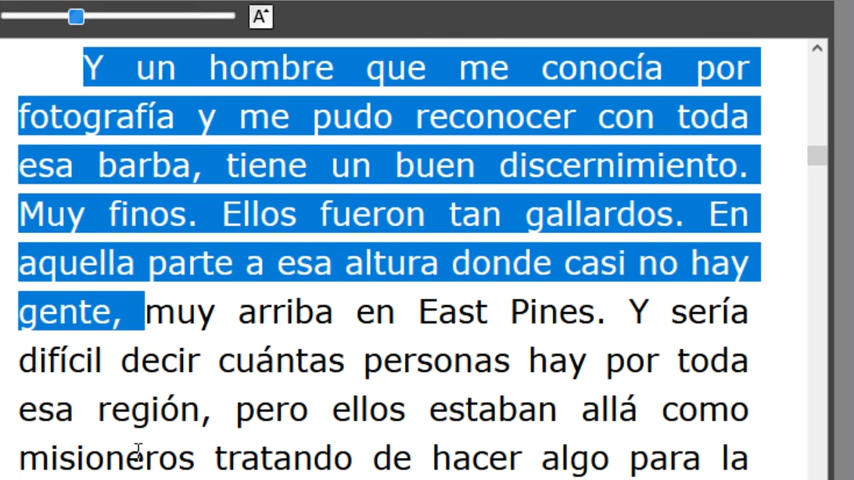 A
Y un hombre que me conocía por
fotografía y me pudo reconocer con toda
esa barba, tiene un buen discernimiento.
Muy finos. Ellos fueron tan gallardos. En
aquella parte a esa altura donde casi no hay
gente, muy arriba en East Pines. Y sería
difícil decir cuántas personas hay por toda
esa región, pero ellos estaban allá como
misioneros tratando de hacer algo para la